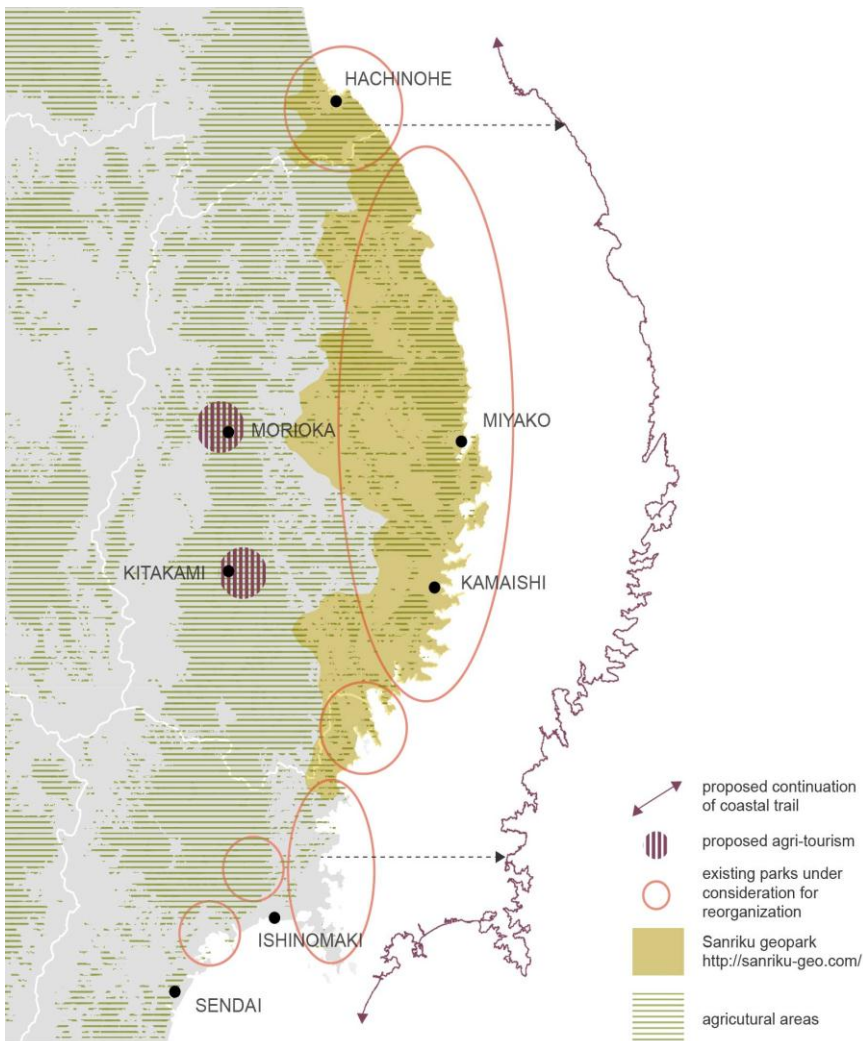 HACHINOHE
MORIOKA
MIYAKO
KITAKAMI
KAMAISHI
ISHINOMAKI
SENDAI
proposed continuation
of coastal trail
proposed agri-tourism
existing parks under
consideration for
reorganization
Sanriku geopark
http://sanriku-geo.com/
agricutural areas